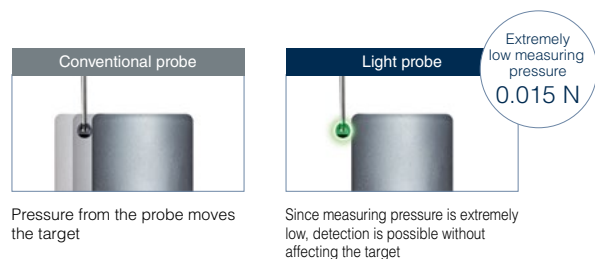 Conventional probe
Pressure from the probe moves
the target
Light probe
Extremely
low measuring
pressure
0.015 N
Since measuring pressure is extremely
low, detection is possible without
affecting the target